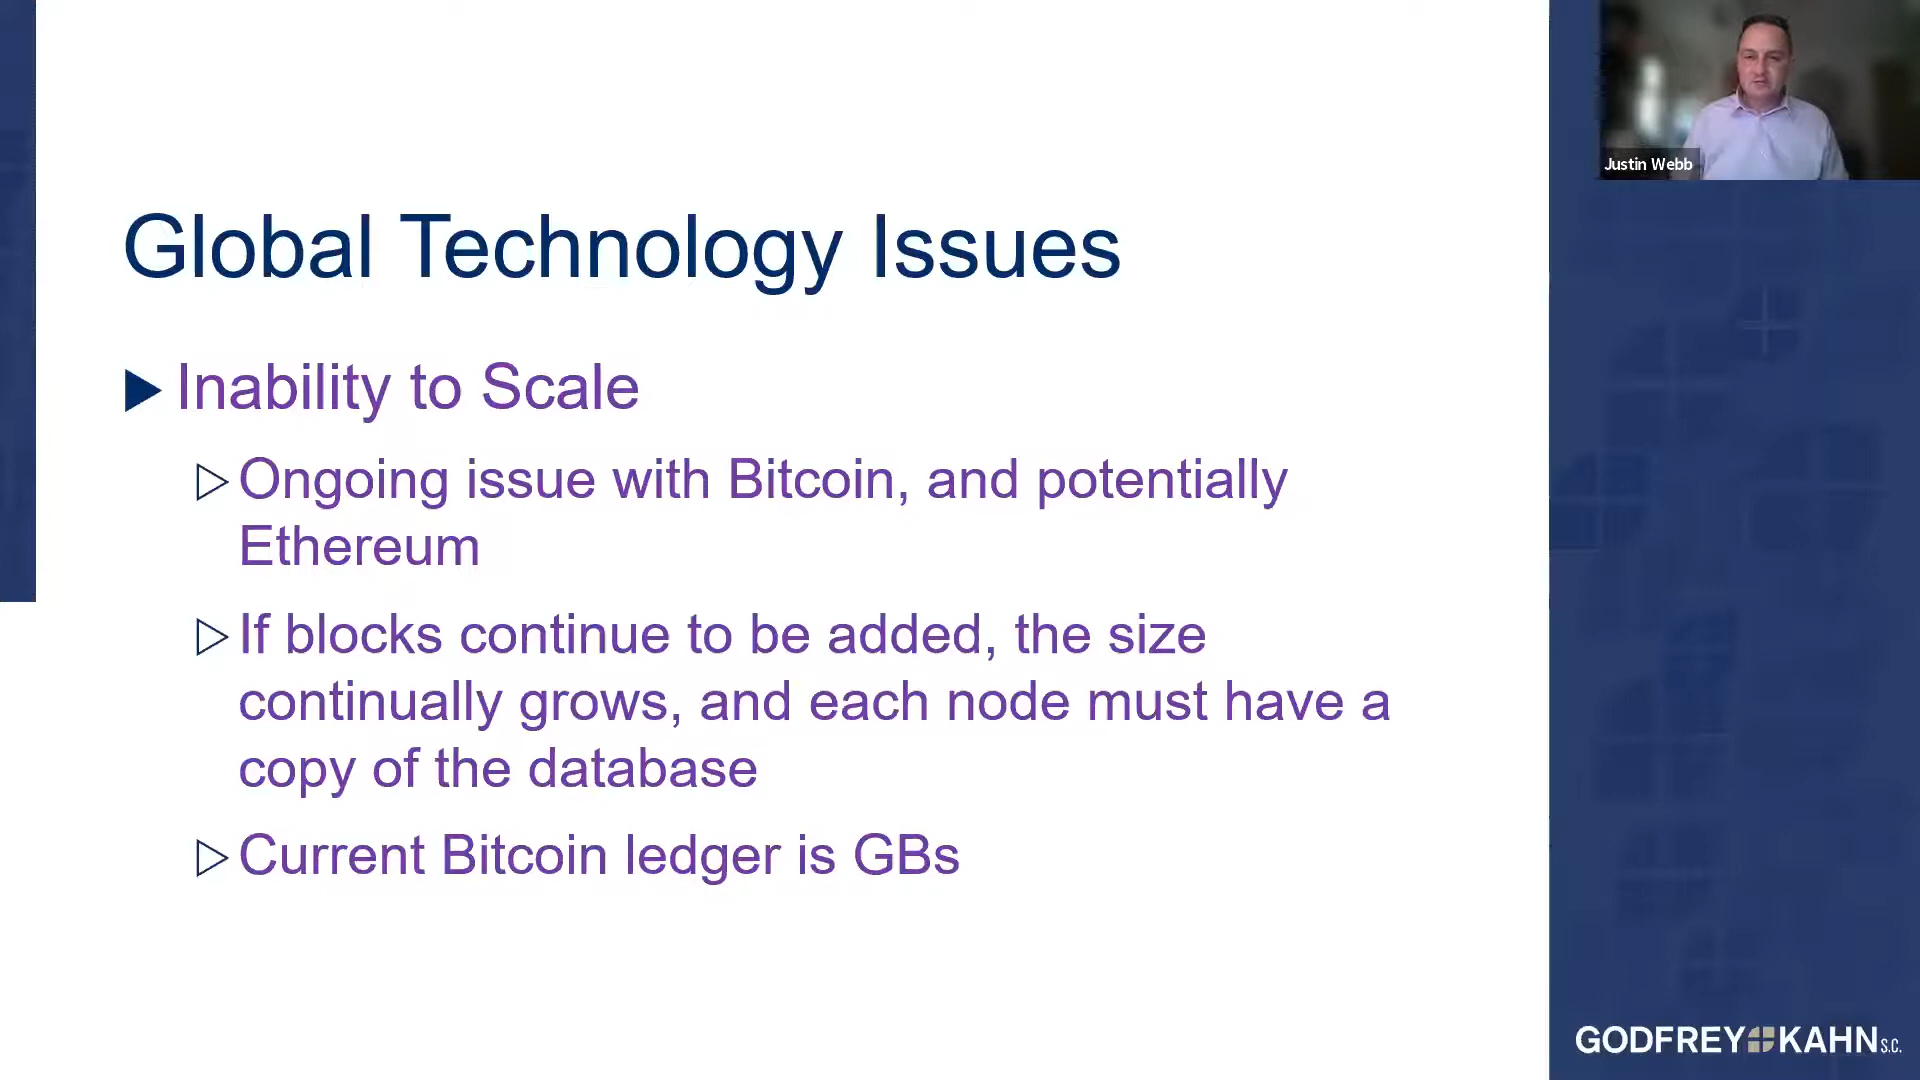 Justin Webb
Global Technology Issues
Inability to Scale
Ongoing issue with Bitcoin, and potentially
Ethereum
If blocks continue to be added, the size
continually grows, and each node must have a
copy of the database
Current Bitcoin ledger is GBs
GODFREY KAHN S.C.